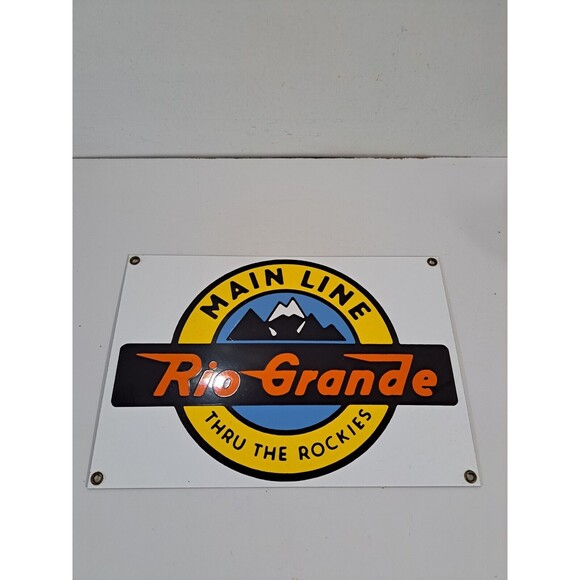 MAIN LINE
Rio Grande
THRU THE ROCKIES